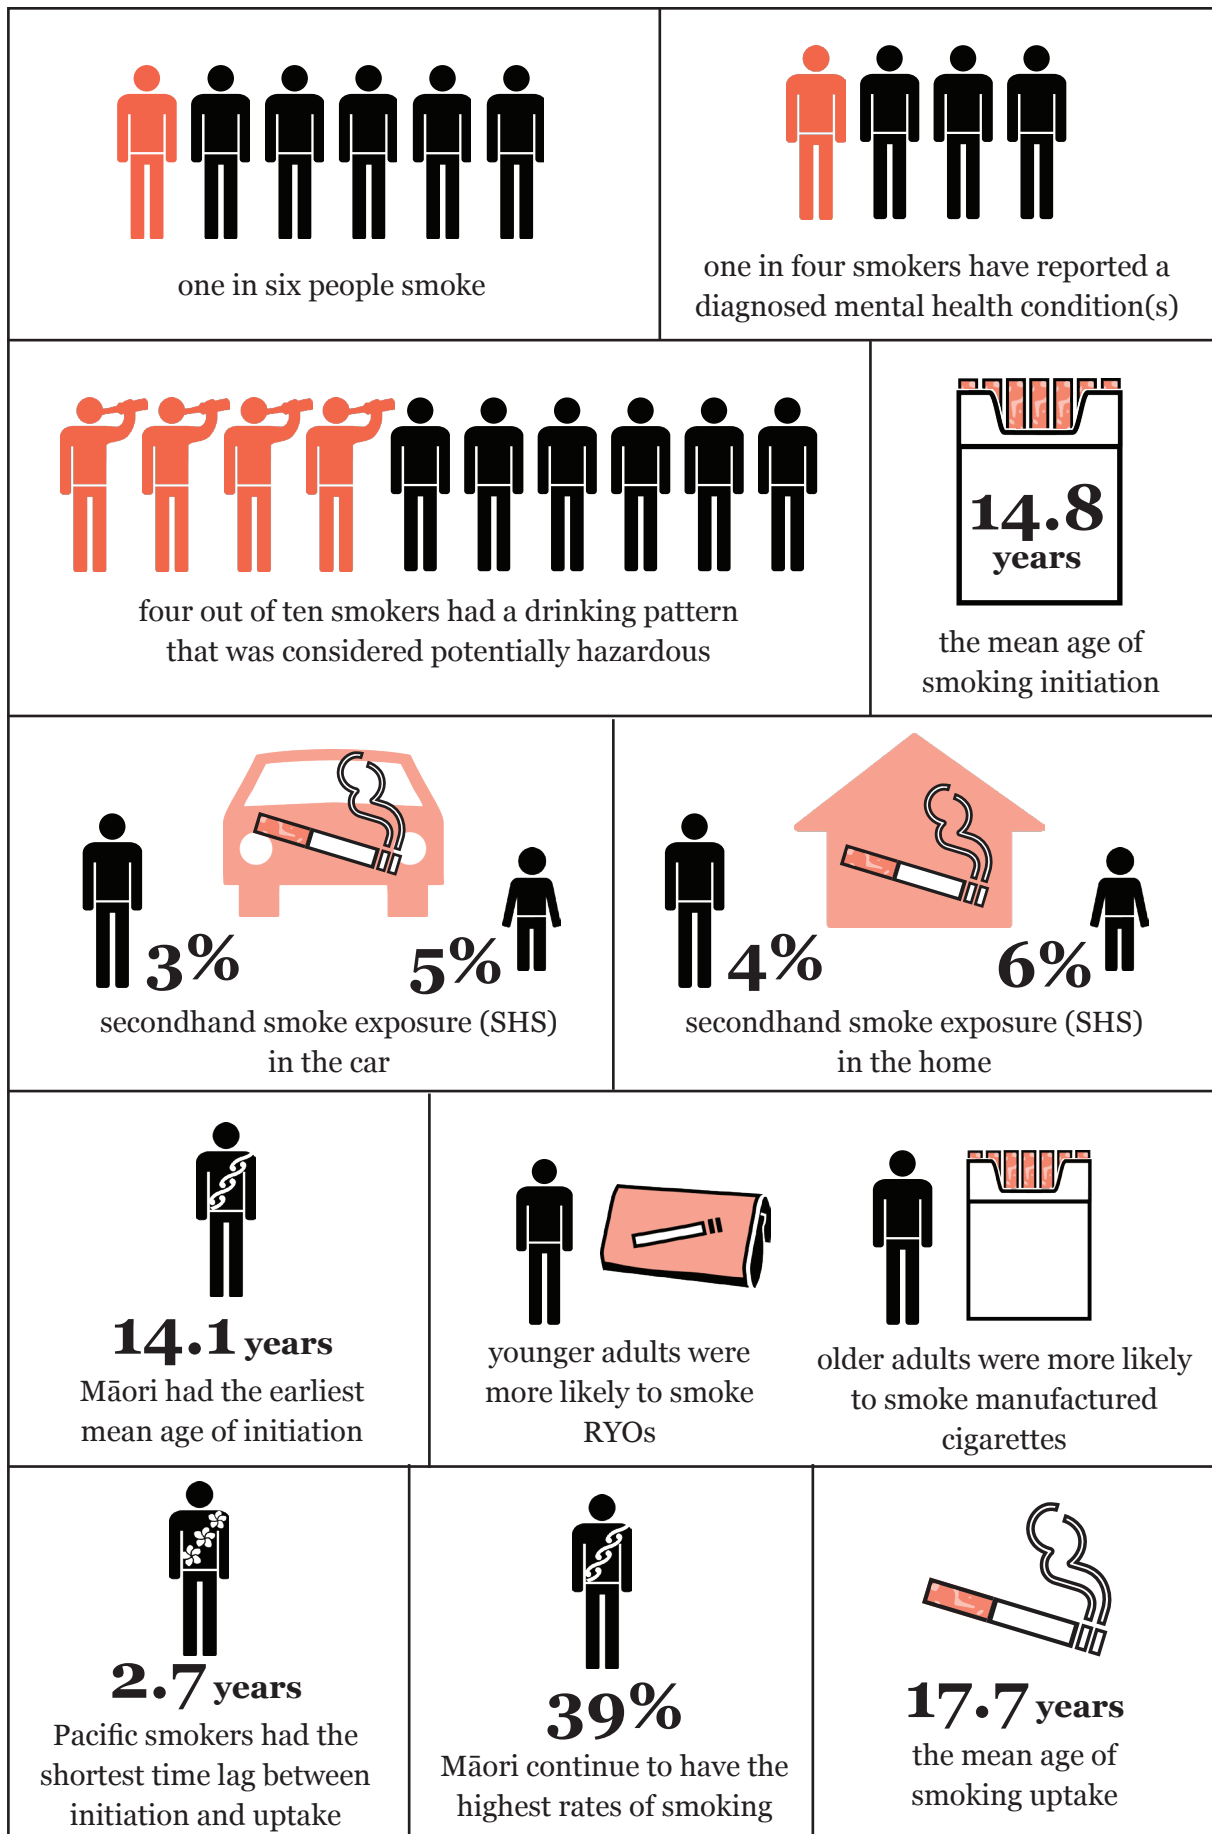 one in six people smoke
one in four smokers have reported a
diagnosed mental health condition(s)
four out of ten smokers had a drinking pattern
that was considered potentially hazardous
14.8
years
the mean age of
smoking initiation
3%
5%
secondhand smoke exposure (SHS)
in the car
4%
6%
secondhand smoke exposure (SHS)
in the home
14.1 years
Māori had the earliest
mean age of initiation
younger adults were
more likely to smoke
RYOs
older adults were more likely
to smoke manufactured
cigarettes
2.7 years
Pacific smokers had the
shortest time lag between
initiation and uptake
39%
Māori continue to have the
highest rates of smoking
17.7 years
the mean age of
smoking uptake